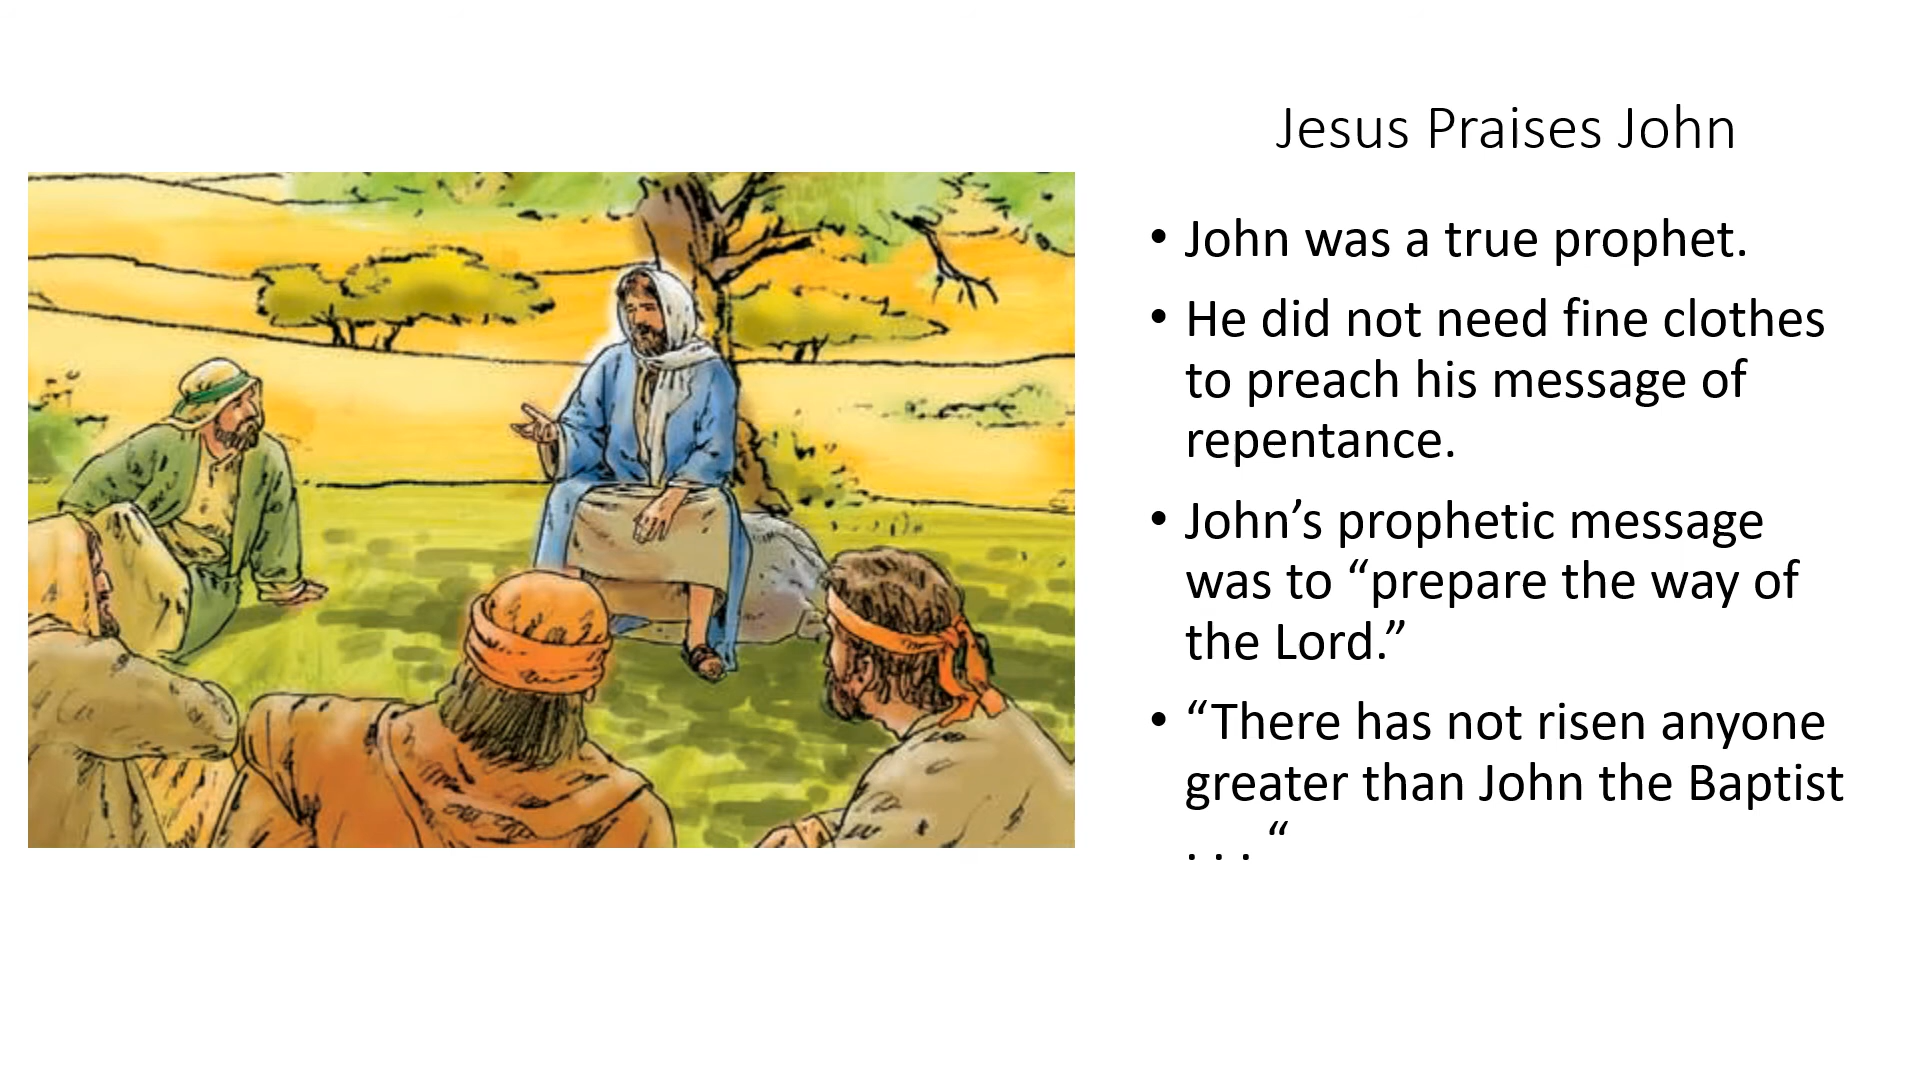 Jesus Praises John
• John was a true prophet.
• He did not need fine clothes
to preach his message of
repentance.
• John’s prophetic message
was to “prepare the way of
the Lord.”
• “There has not risen anyone
greater than John the Baptist
. . . “